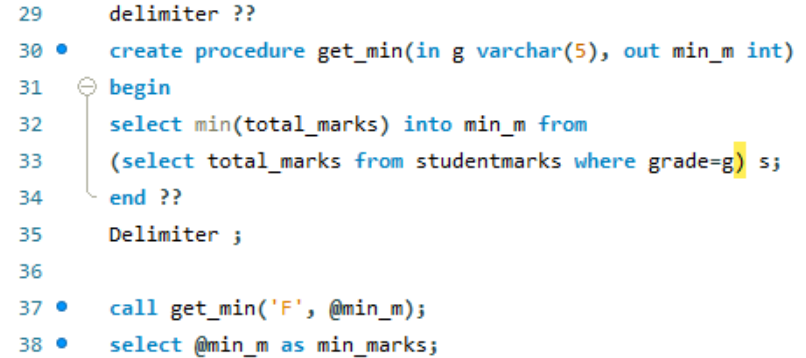 29 delimiter ??
30 create procedure get_min(in g varchar(5), out min_m int)
31 begin
32 select min(total_marks) into min_m from
33 (select total_marks from studentmarks where grade=g) s;
34 end ??
35 Delimiter ;
36
37 call get_min('F', @min_m);
38 select @min_m as min_marks;